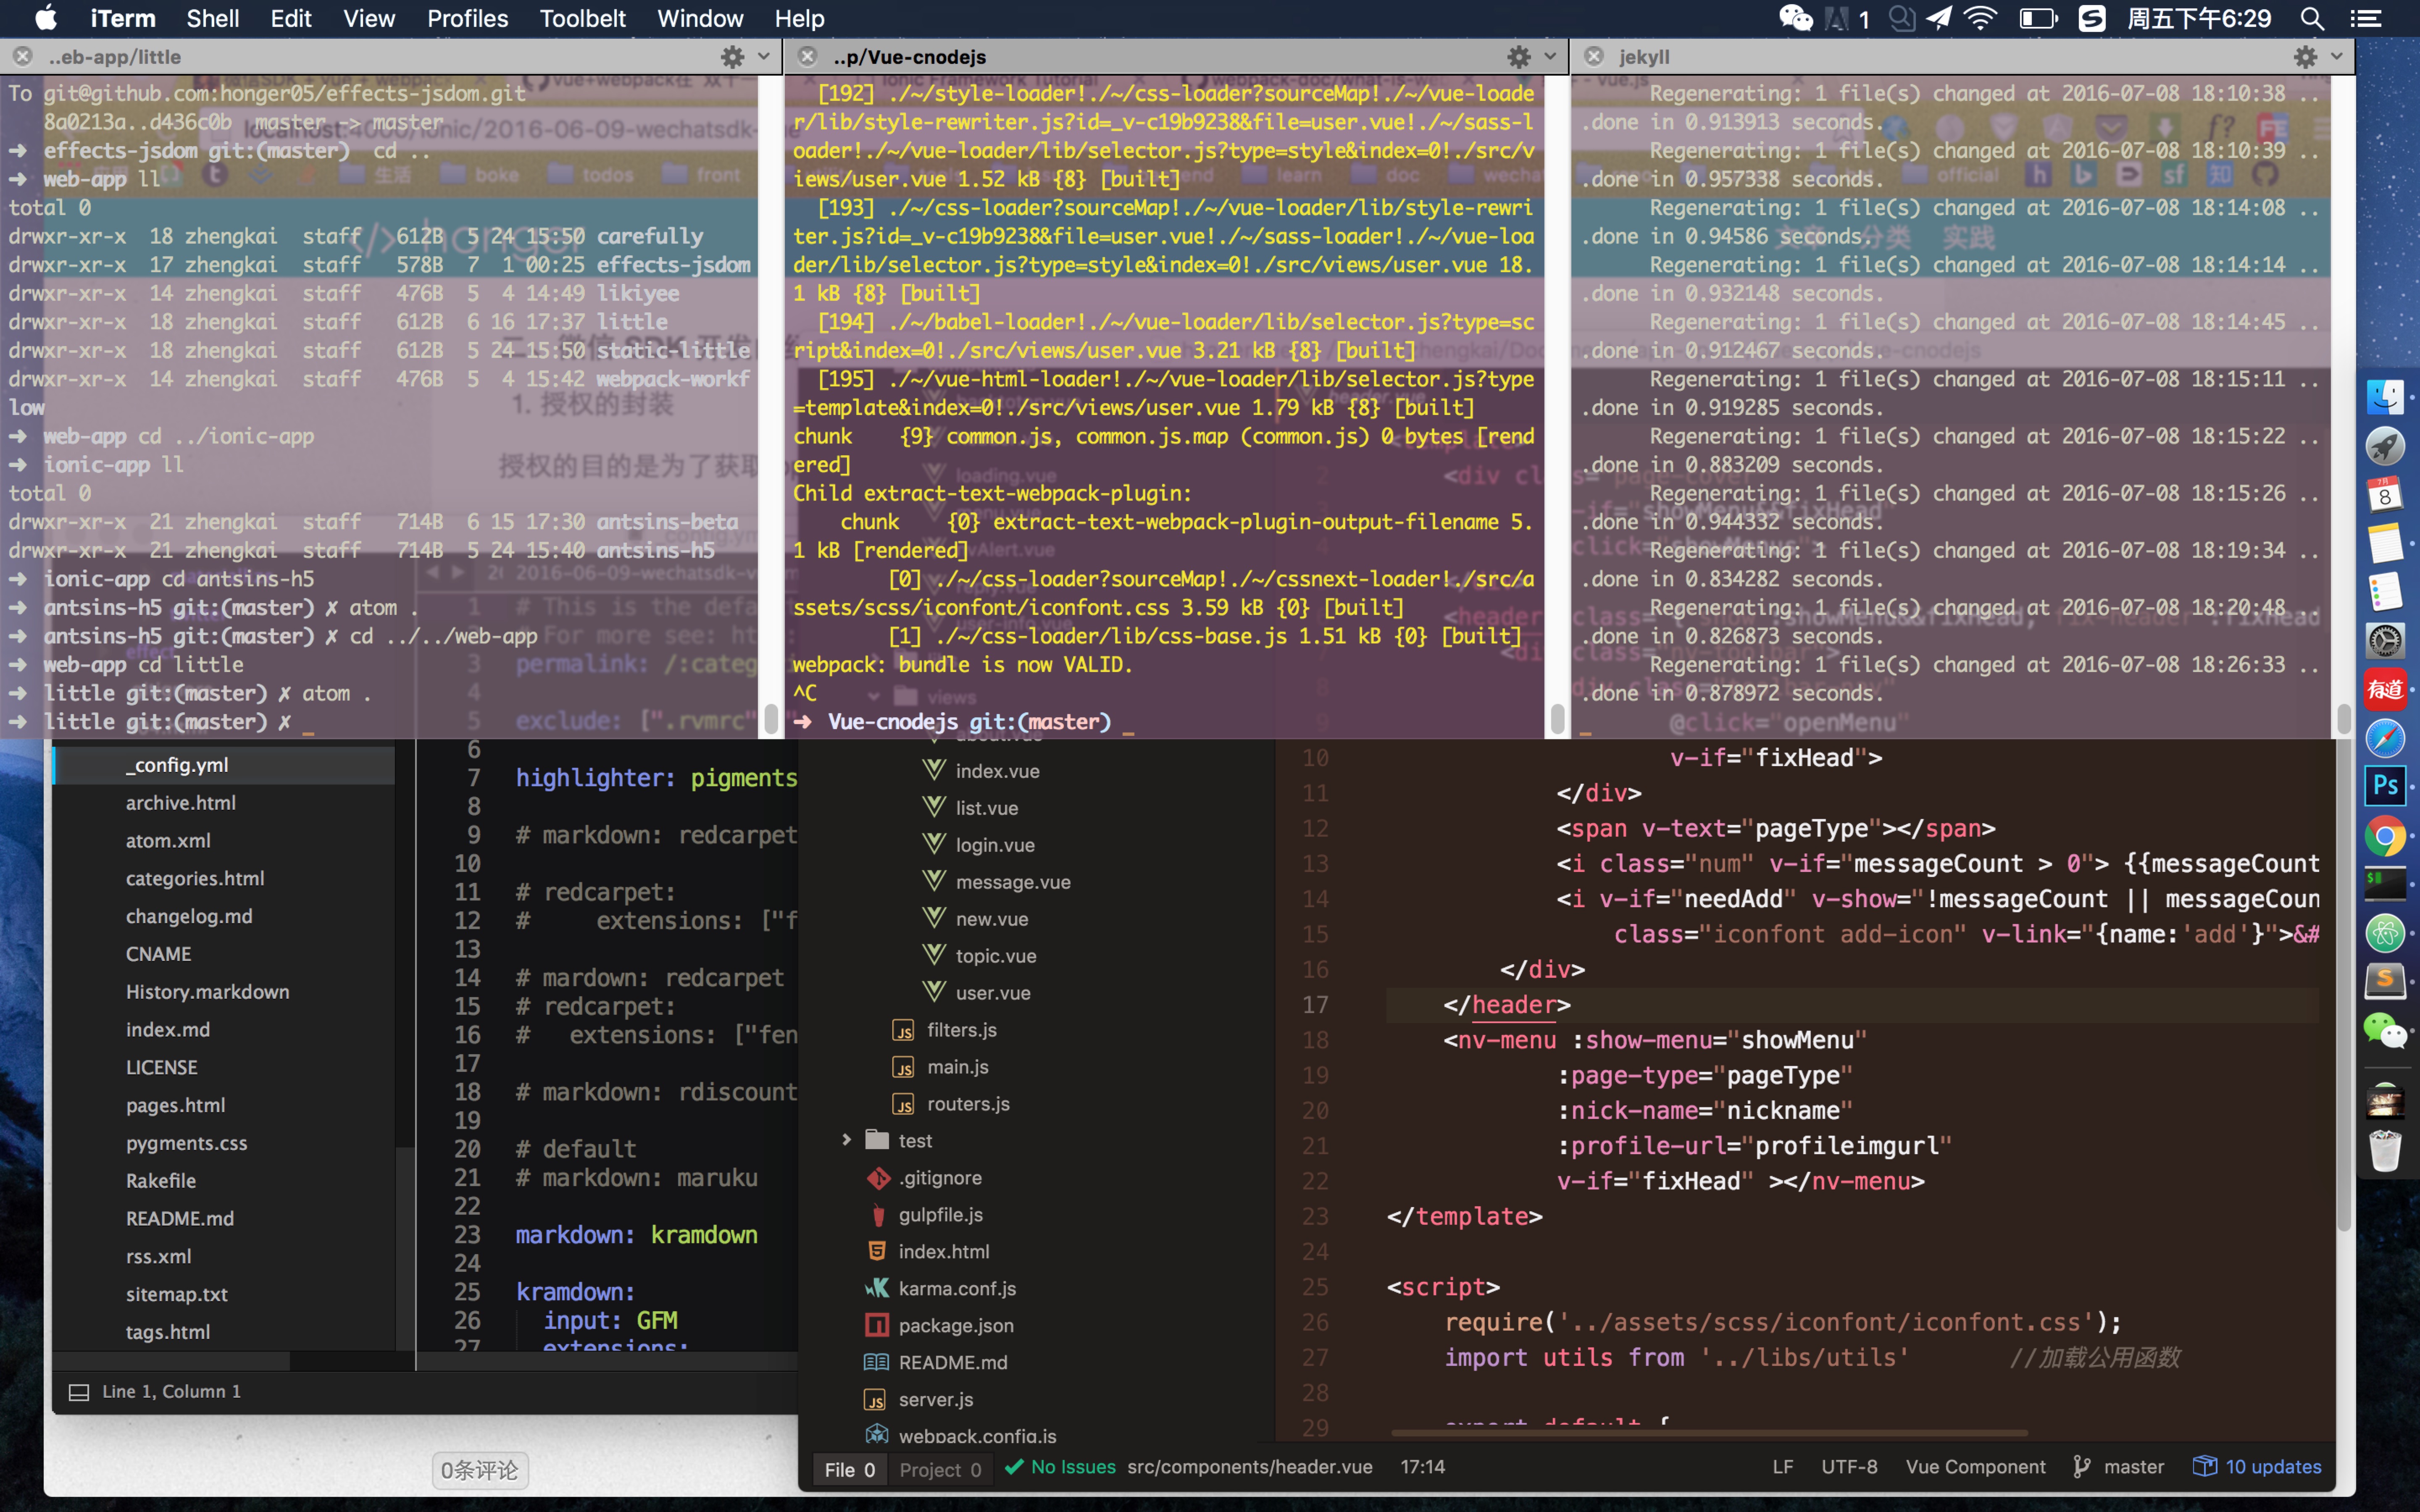 iTerm Shell Edit View Profiles Toolbelt Window Help
1 周五下午6:29
..eb-app/little
To git@github.com:honger05/effects-jsdom.git
8a0213a..d436c0b master -> master
➜ effects-jsdom git:(master) cd ..
➜ web-app ll
total 0
drwxr-xr-x 18 zhengkai staff 612B 5 24 15:50 carefully
drwxr-xr-x 17 zhengkai staff 578B 7 1 00:25 effects-jsdom
drwxr-xr-x 14 zhengkai staff 476B 5 4 14:49 likiyee
drwxr-xr-x 18 zhengkai staff 612B 6 16 17:37 little
drwxr-xr-x 18 zhengkai staff 612B 5 24 15:50 static-little
drwxr-xr-x 14 zhengkai staff 476B 5 4 15:42 webpack-workf
low
➜ web-app cd ../ionic-app
➜ ionic-app ll
total 0
drwxr-xr-x 21 zhengkai staff 714B 6 15 17:30 antsins-beta
drwxr-xr-x 21 zhengkai staff 714B 5 24 15:40 antsins-h5
➜ ionic-app cd antsins-h5
➜ antsins-h5 git:(master) ✗ atom .
➜ antsins-h5 git:(master) ✗ cd ../../web-app
➜ web-app cd little
➜ little git:(master) ✗ atom .
➜ little git:(master) ✗
..p/Vue-cnodejs
[192] ./~/style-loader!./~/css-loader?sourceMap!./~/vue-loade
r/lib/style-rewriter.js?id=_v-c19b9238&file=user.vue!./~/sass-l
oader!./~/vue-loader/lib/selector.js?type=style&index=0!./src/v
iews/user.vue 1.52 kB {8} [built]
[193] ./~/css-loader?sourceMap!./~/vue-loader/lib/style-rewri
ter.js?id=_v-c19b9238&file=user.vue!./~/sass-loader!./~/vue-loa
der/lib/selector.js?type=style&index=0!./src/views/user.vue 18.
1 kB {8} [built]
[194] ./~/babel-loader!./~/vue-loader/lib/selector.js?type=sc
ript&index=0!./src/views/user.vue 3.21 kB {8} [built]
[195] ./~/vue-html-loader!./~/vue-loader/lib/selector.js?type
=template&index=0!./src/views/user.vue 1.79 kB {8} [built]
chunk {9} common.js, common.js.map (common.js) 0 bytes [rend
ered]
Child extract-text-webpack-plugin:
chunk {0} extract-text-webpack-plugin-output-filename 5.
1 kB [rendered]
[0] ./~/css-loader?sourceMap!./~/cssnext-loader!./src/a
ssets/scss/iconfont/iconfont.css 3.59 kB {0} [built]
[1] ./~/css-loader/lib/css-base.js 1.51 kB {0} [built]
webpack: bundle is now VALID.
^C
➜ Vue-cnodejs git:(master)
jekyll
Regenerating: 1 file(s) changed at 2016-07-08 18:10:38 ..
.done in 0.913913 seconds.
Regenerating: 1 file(s) changed at 2016-07-08 18:10:39 ..
.done in 0.957338 seconds.
Regenerating: 1 file(s) changed at 2016-07-08 18:14:08 ..
.done in 0.94586 seconds.
Regenerating: 1 file(s) changed at 2016-07-08 18:14:14 ..
.done in 0.932148 seconds.
Regenerating: 1 file(s) changed at 2016-07-08 18:14:45 ..
.done in 0.912467 seconds.
Regenerating: 1 file(s) changed at 2016-07-08 18:15:11 ..
.done in 0.919285 seconds.
Regenerating: 1 file(s) changed at 2016-07-08 18:15:22 ..
.done in 0.883209 seconds.
Regenerating: 1 file(s) changed at 2016-07-08 18:15:26 ..
.done in 0.944332 seconds.
Regenerating: 1 file(s) changed at 2016-07-08 18:19:34 ..
.done in 0.834282 seconds.
Regenerating: 1 file(s) changed at 2016-07-08 18:20:48 ..
.done in 0.826873 seconds.
Regenerating: 1 file(s) changed at 2016-07-08 18:26:33 ..
.done in 0.878972 seconds.
_config.yml
archive.html
atom.xml
categories.html
changelog.md
CNAME
History.markdown
index.md
LICENSE
pages.html
pygments.css
Rakefile
README.md
rss.xml
sitemap.txt
tags.html
Line 1, Column 1
6
7 highlighter: pigments
8
9 # markdown: redcarpet
10
11 # redcarpet:
12 # extensions: ["f
13
14 # mardown: redcarpet
15 # redcarpet:
16 # extensions: ["fen
17
18 # markdown: rdiscount
19
20 # default
21 # markdown: maruku
22
23 markdown: kramdown
24
25 kramdown:
26 input: GFM
27 extensions:
0条评论
index.vue
list.vue
login.vue
message.vue
new.vue
topic.vue
user.vue
filters.js
main.js
routers.js
test
.gitignore
gulpfile.js
index.html
karma.conf.js
package.json
README.md
server.js
webpack.config.js
10 v-if="fixHead">
11 </div>
12 <span v-text="pageType"></span>
13 <i class="num" v-if="messageCount > 0"> {{messageCount
14 <i v-if="needAdd" v-show="!messageCount || messageCoun
15 class="iconfont add-icon" v-link="{name:'add'}">&#
16 </div>
17 </header>
18 <nv-menu :show-menu="showMenu"
19 :page-type="pageType"
20 :nick-name="nickname"
21 :profile-url="profileimgurl"
22 v-if="fixHead" ></nv-menu>
23 </template>
24
25 <script>
26 require('../assets/scss/iconfont/iconfont.css');
27 import utils from '../libs/utils' //加载公用函数
28
29 export default {
File 0 Project 0 No Issues src/components/header.vue 17:14 LF UTF-8 Vue Component master 10 updates
7月
8
有道
Ps